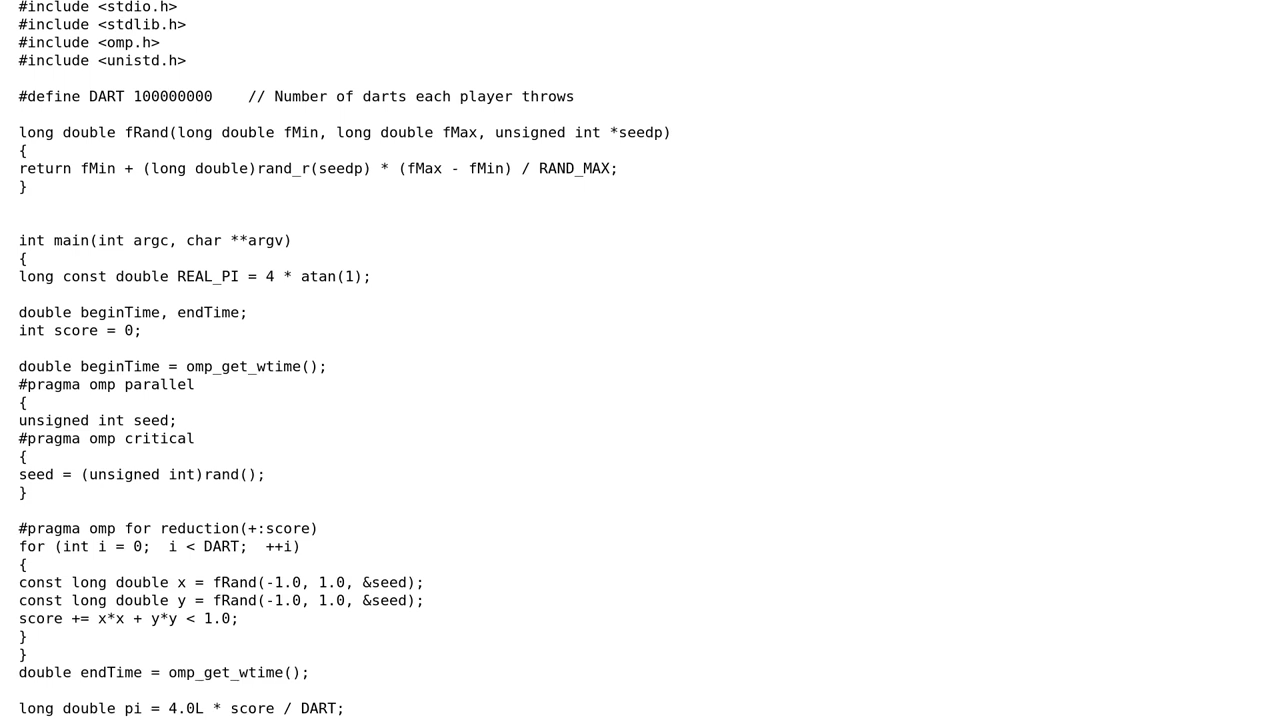 #include <stdio.h>
#include <stdlib.h>
#include <omp.h>
#include <unistd.h>
#define DART 100000000    // Number of darts each player throws
long double fRand(long double fMin, long double fMax, unsigned int *seedp)
{
return fMin + (long double)rand_r(seedp) * (fMax - fMin) / RAND_MAX;
}
int main(int argc, char **argv)
{
long const double REAL_PI = 4 * atan(1);
double beginTime, endTime;
int score = 0;
double beginTime = omp_get_wtime();
#pragma omp parallel
{
unsigned int seed;
#pragma omp critical
{
seed = (unsigned int)rand();
}
#pragma omp for reduction(+:score)
for (int i = 0;  i < DART;  ++i)
{
const long double x = fRand(-1.0, 1.0, &seed);
const long double y = fRand(-1.0, 1.0, &seed);
score += x*x + y*y < 1.0;
}
}
double endTime = omp_get_wtime();
long double pi = 4.0L * score / DART;